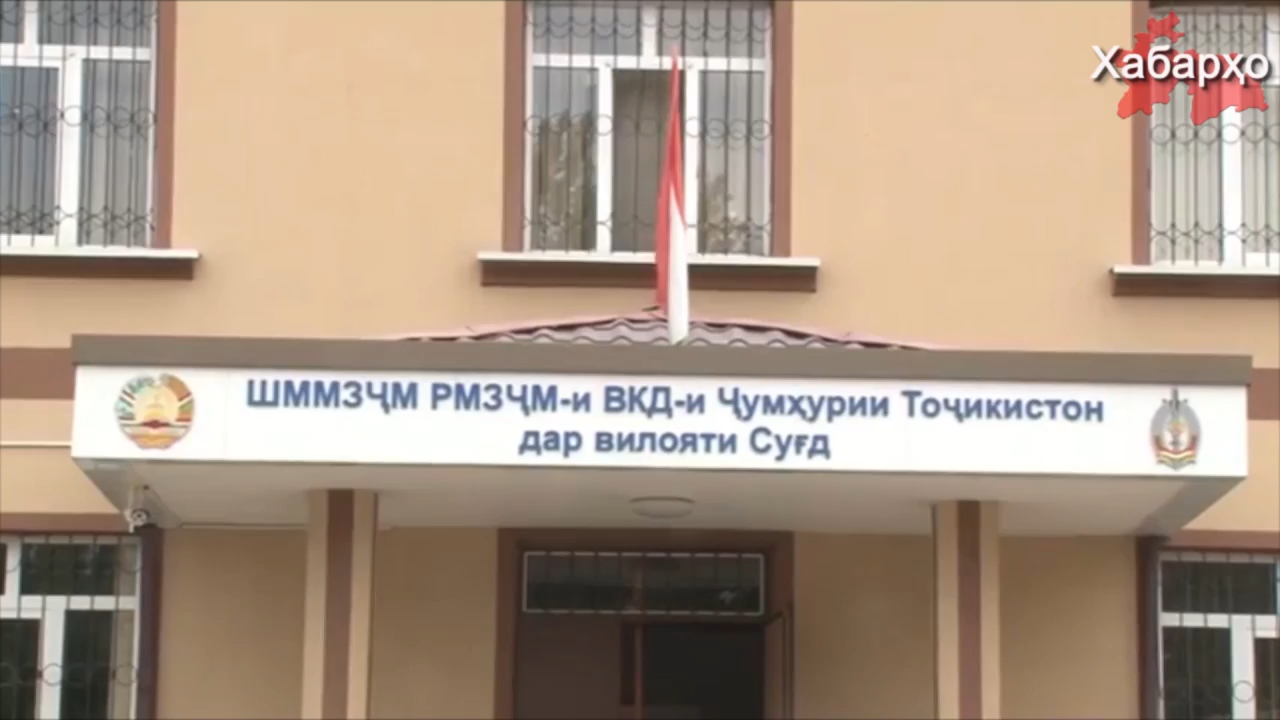 Хабарҳо
ШММЗҶМ РМЗҶМ-и ВКД-и Ҷумҳурии Тоҷикистон
дар вилояти Суғд